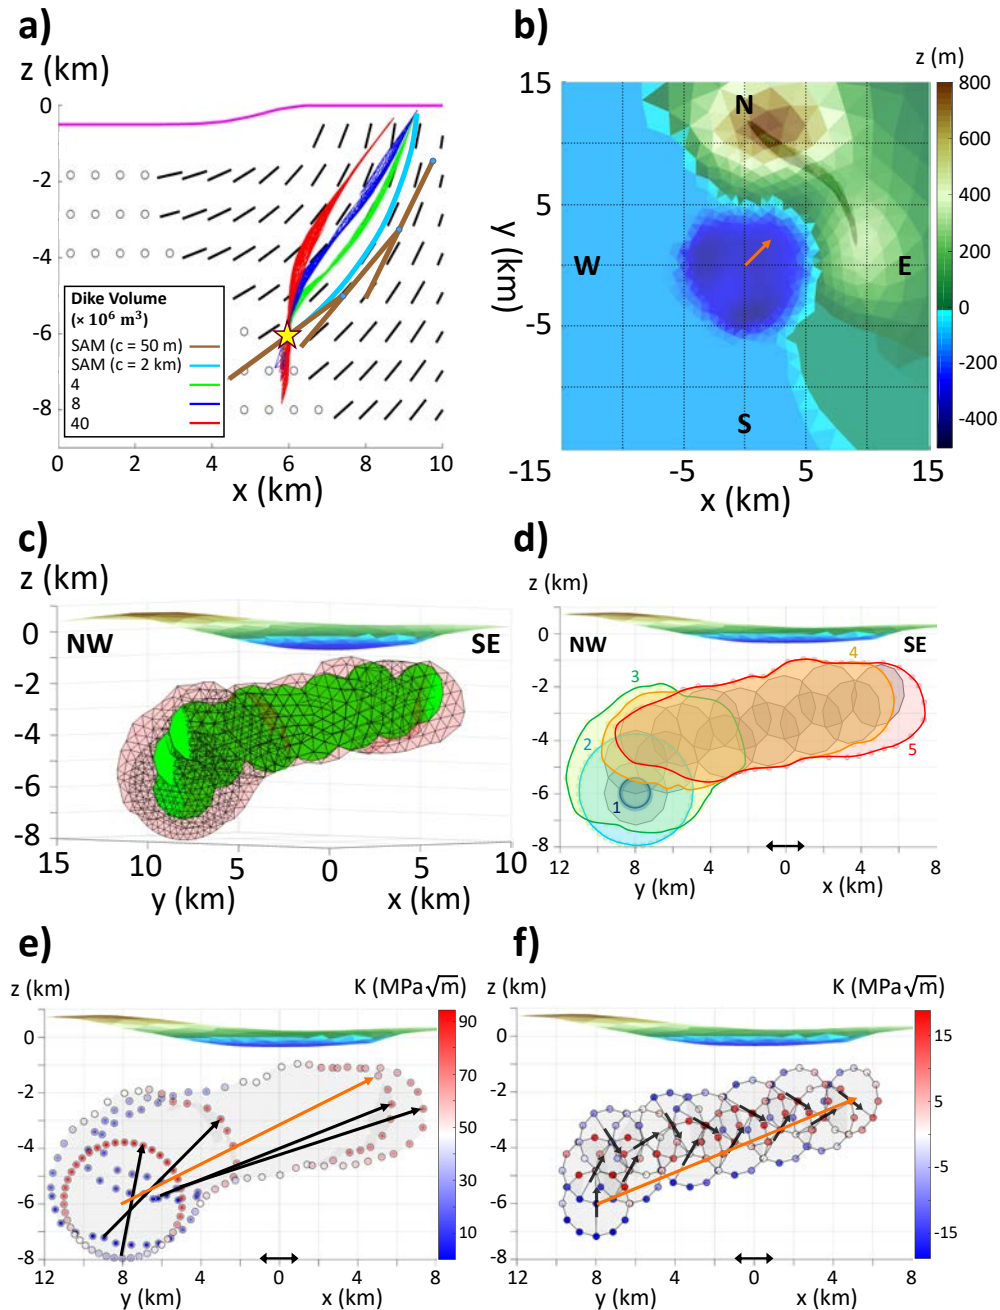 a)
z (km)
0
-2
-4
-6
-8
Dike Volume
(× 10⁶ m³)
SAM (c = 50 m)
SAM (c = 2 km)
4
8
40
0 2 4 6 8 10
x (km)
b)
z (m)
15
5
-5
-15
y (km)
N
W
E
S
-5 5 15
x (km)
800
600
400
200
0
-200
-400
c)
z (km)
0
-2
-4
-6
-8
NW
SE
10 5 0 5 10
y (km)
x (km)
d)
z (km)
0
-2
-4
-6
-8
NW
SE
1
2
3
4
5
12 8 4 0 4 8
y (km)
x (km)
e)
z (km)
K (MPa√m)
0
-2
-4
-6
-8
90
70
50
30
10
12 8 4 0 4 8
y (km)
x (km)
f)
z (km)
K (MPa√m)
0
-2
-4
-6
-8
15
5
-5
-15
12 8 4 0 4 8
y (km)
x (km)